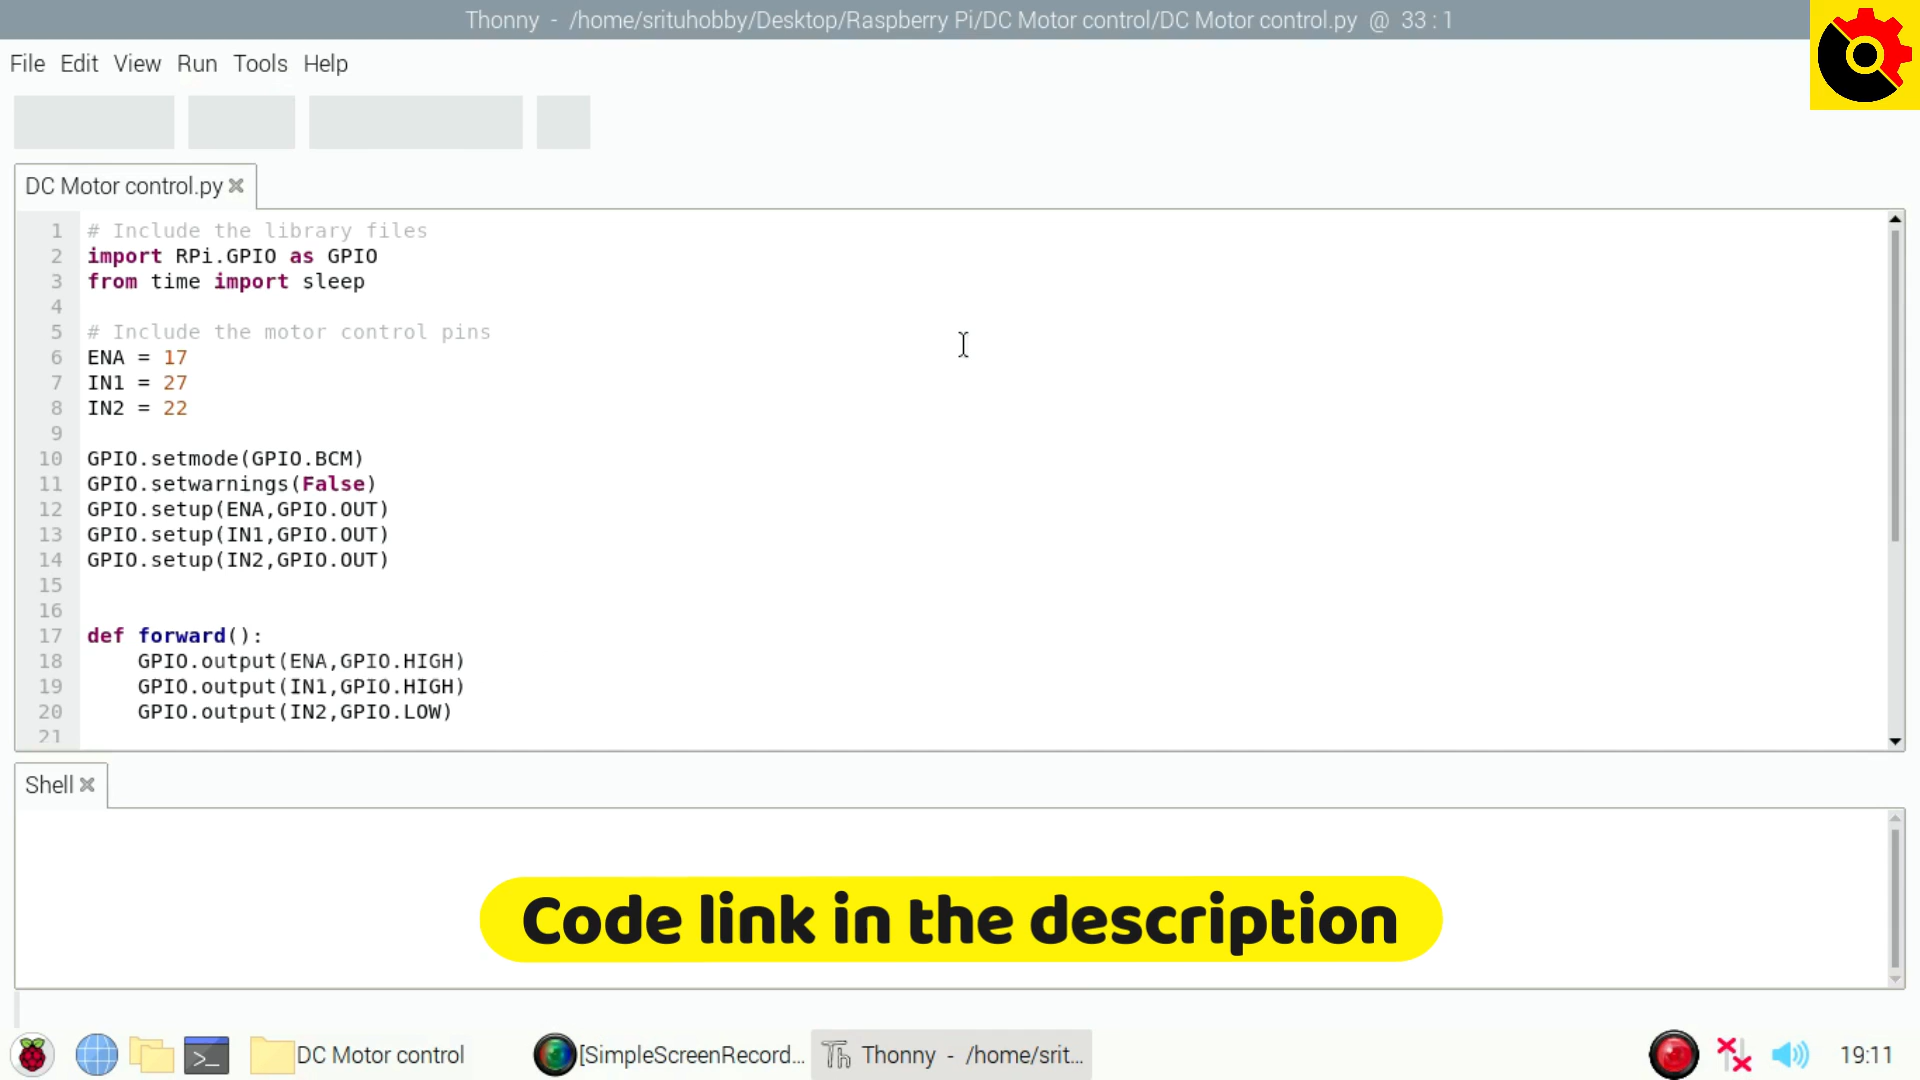 Thonny - /home/srituhobby/Desktop/Raspberry Pi/DC Motor control/DC Motor control.py @ 33 : 1
File Edit View Run Tools Help
DC Motor control.py
1 # Include the library files
2 import RPi.GPIO as GPIO
3 from time import sleep
4
5 # Include the motor control pins
6 ENA = 17
7 IN1 = 27
8 IN2 = 22
9
10 GPIO.setmode(GPIO.BCM)
11 GPIO.setwarnings(False)
12 GPIO.setup(ENA,GPIO.OUT)
13 GPIO.setup(IN1,GPIO.OUT)
14 GPIO.setup(IN2,GPIO.OUT)
15
16
17 def forward():
18     GPIO.output(ENA,GPIO.HIGH)
19     GPIO.output(IN1,GPIO.HIGH)
20     GPIO.output(IN2,GPIO.LOW)
21
Shell
Code link in the description
DC Motor control [SimpleScreenRecord... Th Thonny - /home/srit... 19:11